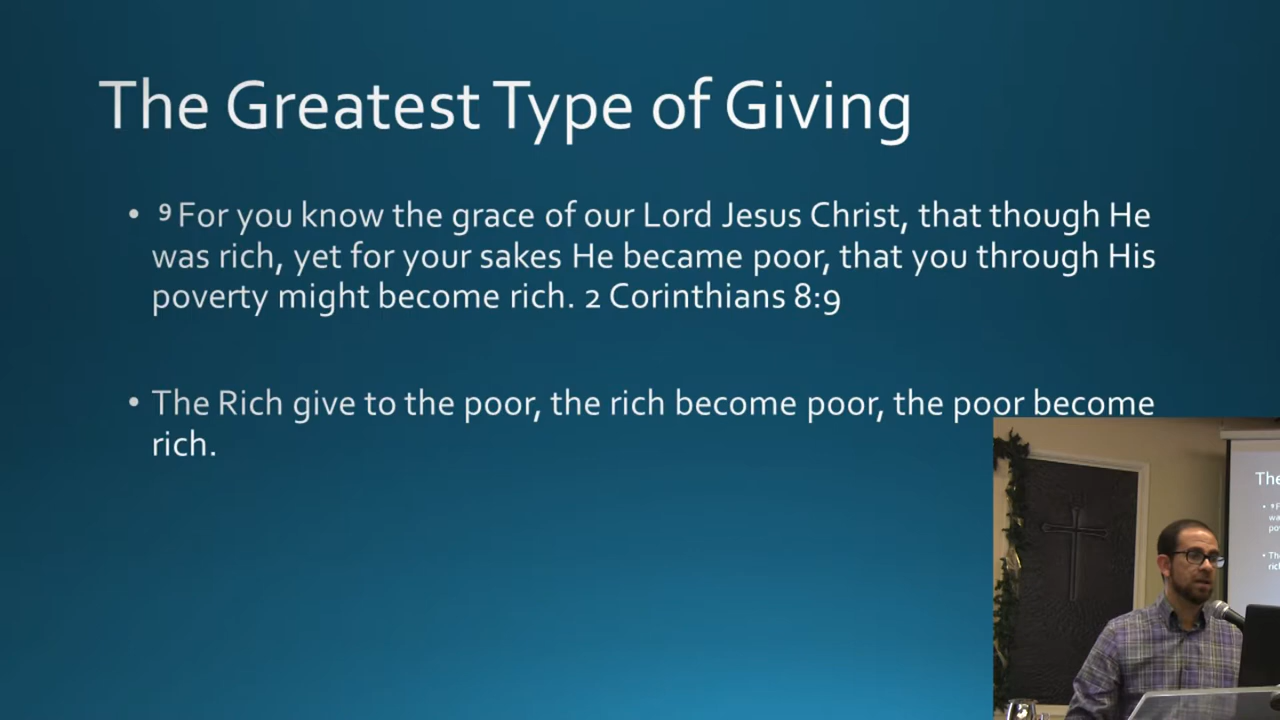 The Greatest Type of Giving
• 9 For you know the grace of our Lord Jesus Christ, that though He
was rich, yet for your sakes He became poor, that you through His
poverty might become rich. 2 Corinthians 8:9
• The Rich give to the poor, the rich become poor, the poor become
rich.
The